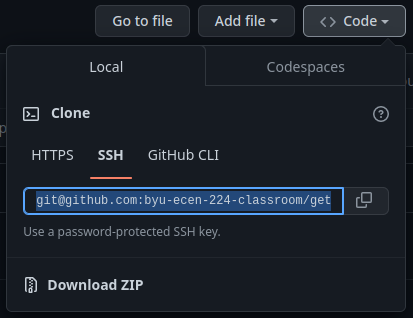 Go to file Add file Code
Local Codespaces
Clone
HTTPS SSH GitHub CLI
git@github.com:byu-ecen-224-classroom/get
Use a password-protected SSH key.
Download ZIP